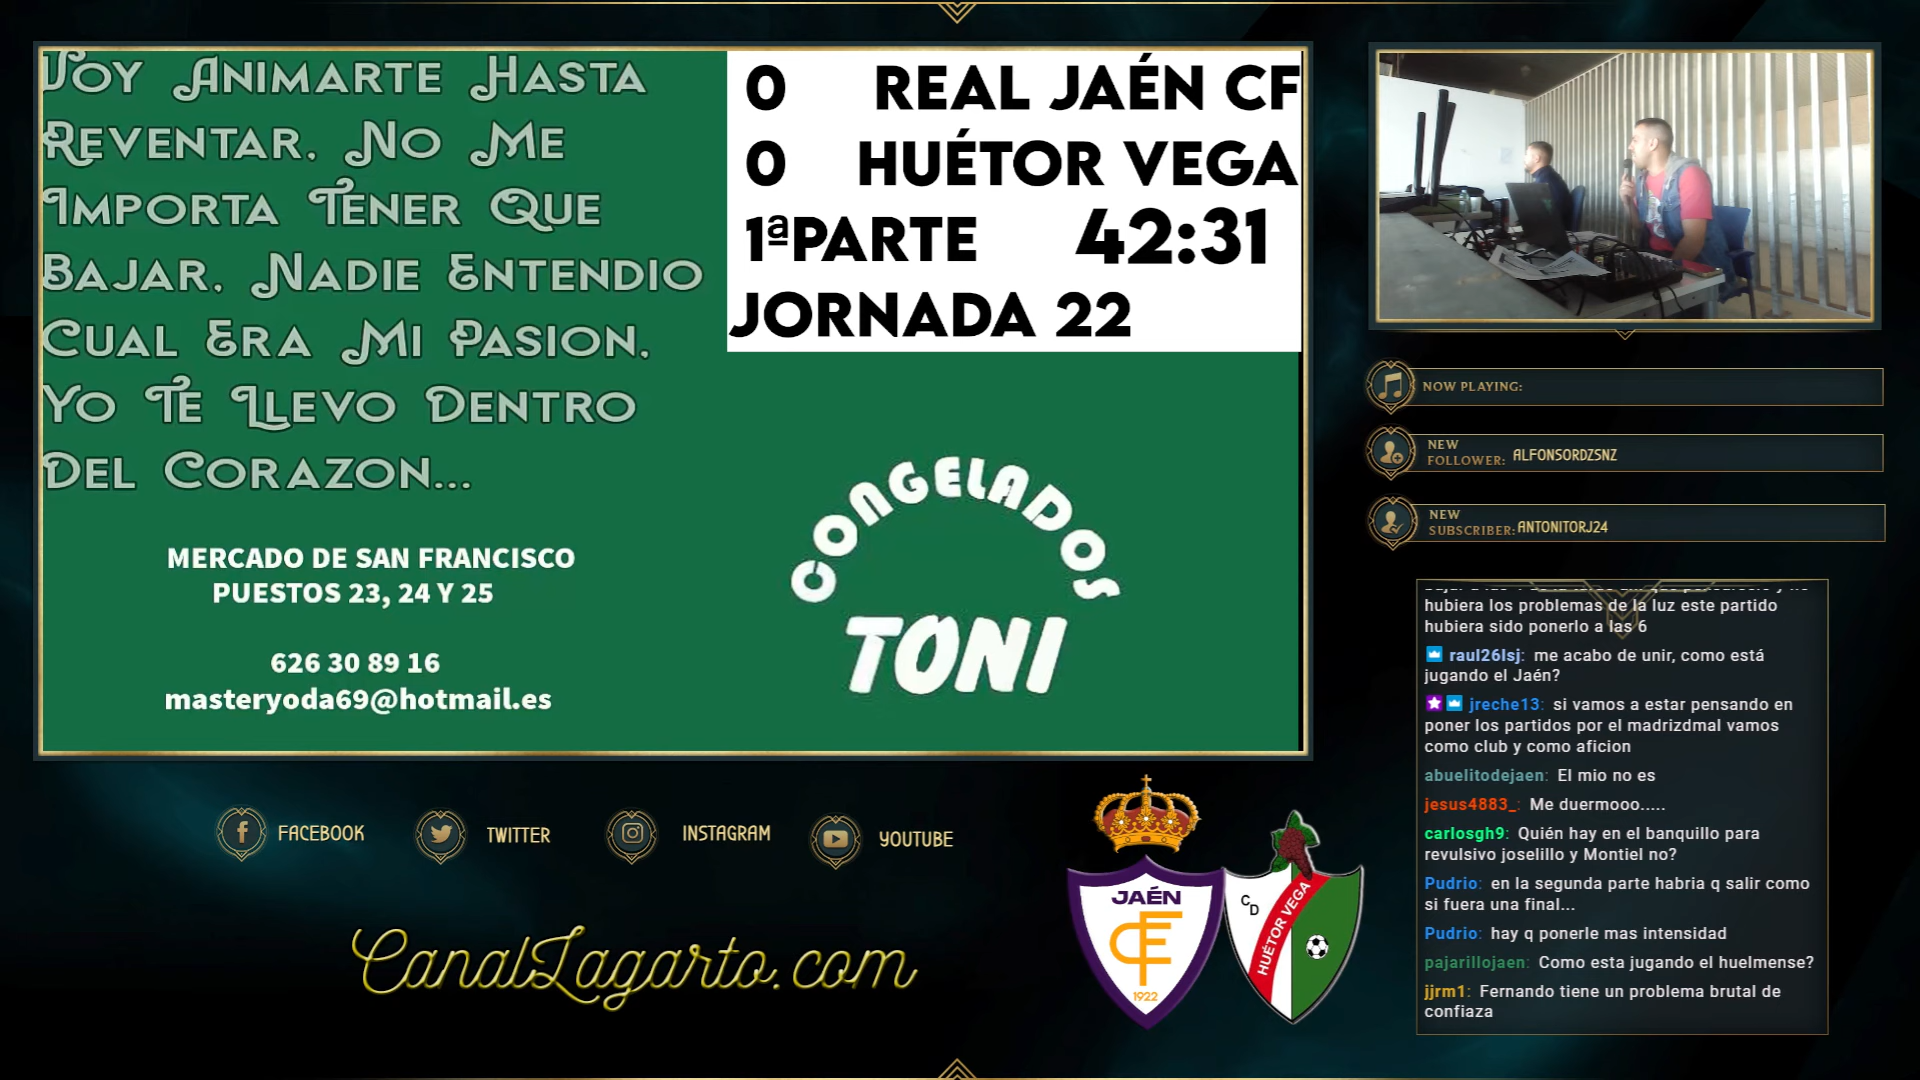 Voy Animarte Hasta
Reventar. No Me
Importa Tener Que
Bajar. Nadie Entendio
Cual Era Mi Pasion.
Yo Te Llevo Dentro
Del Corazon...
0 REAL JAÉN CF
0 HUÉTOR VEGA
1ªPARTE 42:31
JORNADA 22
MERCADO DE SAN FRANCISCO
PUESTOS 23, 24 Y 25
626 30 89 16
masteryoda69@hotmail.es
CONGELADOS
TONI
NOW PLAYING:
NEW
FOLLOWER: ALFONSORDZSNZ
NEW
SUBSCRIBER: ANTONITORJ24
hubiera los problemas de la luz este partido
hubiera sido ponerlo a las 6
raul26lsj: me acabo de unir, como está
jugando el Jaén?
jreche13: si vamos a estar pensando en
poner los partidos por el madrizdmal vamos
como club y como aficion
abuelitodejaen: El mio no es
jesus4883_: Me duermooo.....
carlosgh9: Quién hay en el banquillo para
revulsivo joselillo y Montiel no?
Pudrio: en la segunda parte habria q salir como
si fuera una final...
Pudrio: hay q ponerle mas intensidad
pajarillojaen: Como esta jugando el huelmense?
jjrm1: Fernando tiene un problema brutal de
confiaza
FACEBOOK
TWITTER
INSTAGRAM
YOUTUBE
CanalLagarto.com
JAÉN
CF
1922
CD
HUÉTOR VEGA